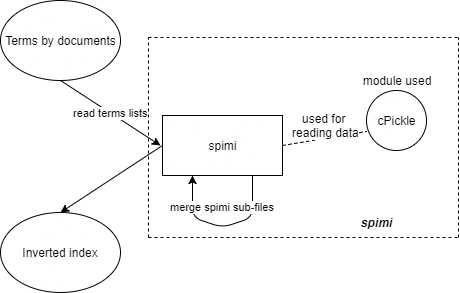 Terms by documents
read terms lists
module used
cPickle
used for
reading data
spimi
merge spimi sub-files
spimi
Inverted index